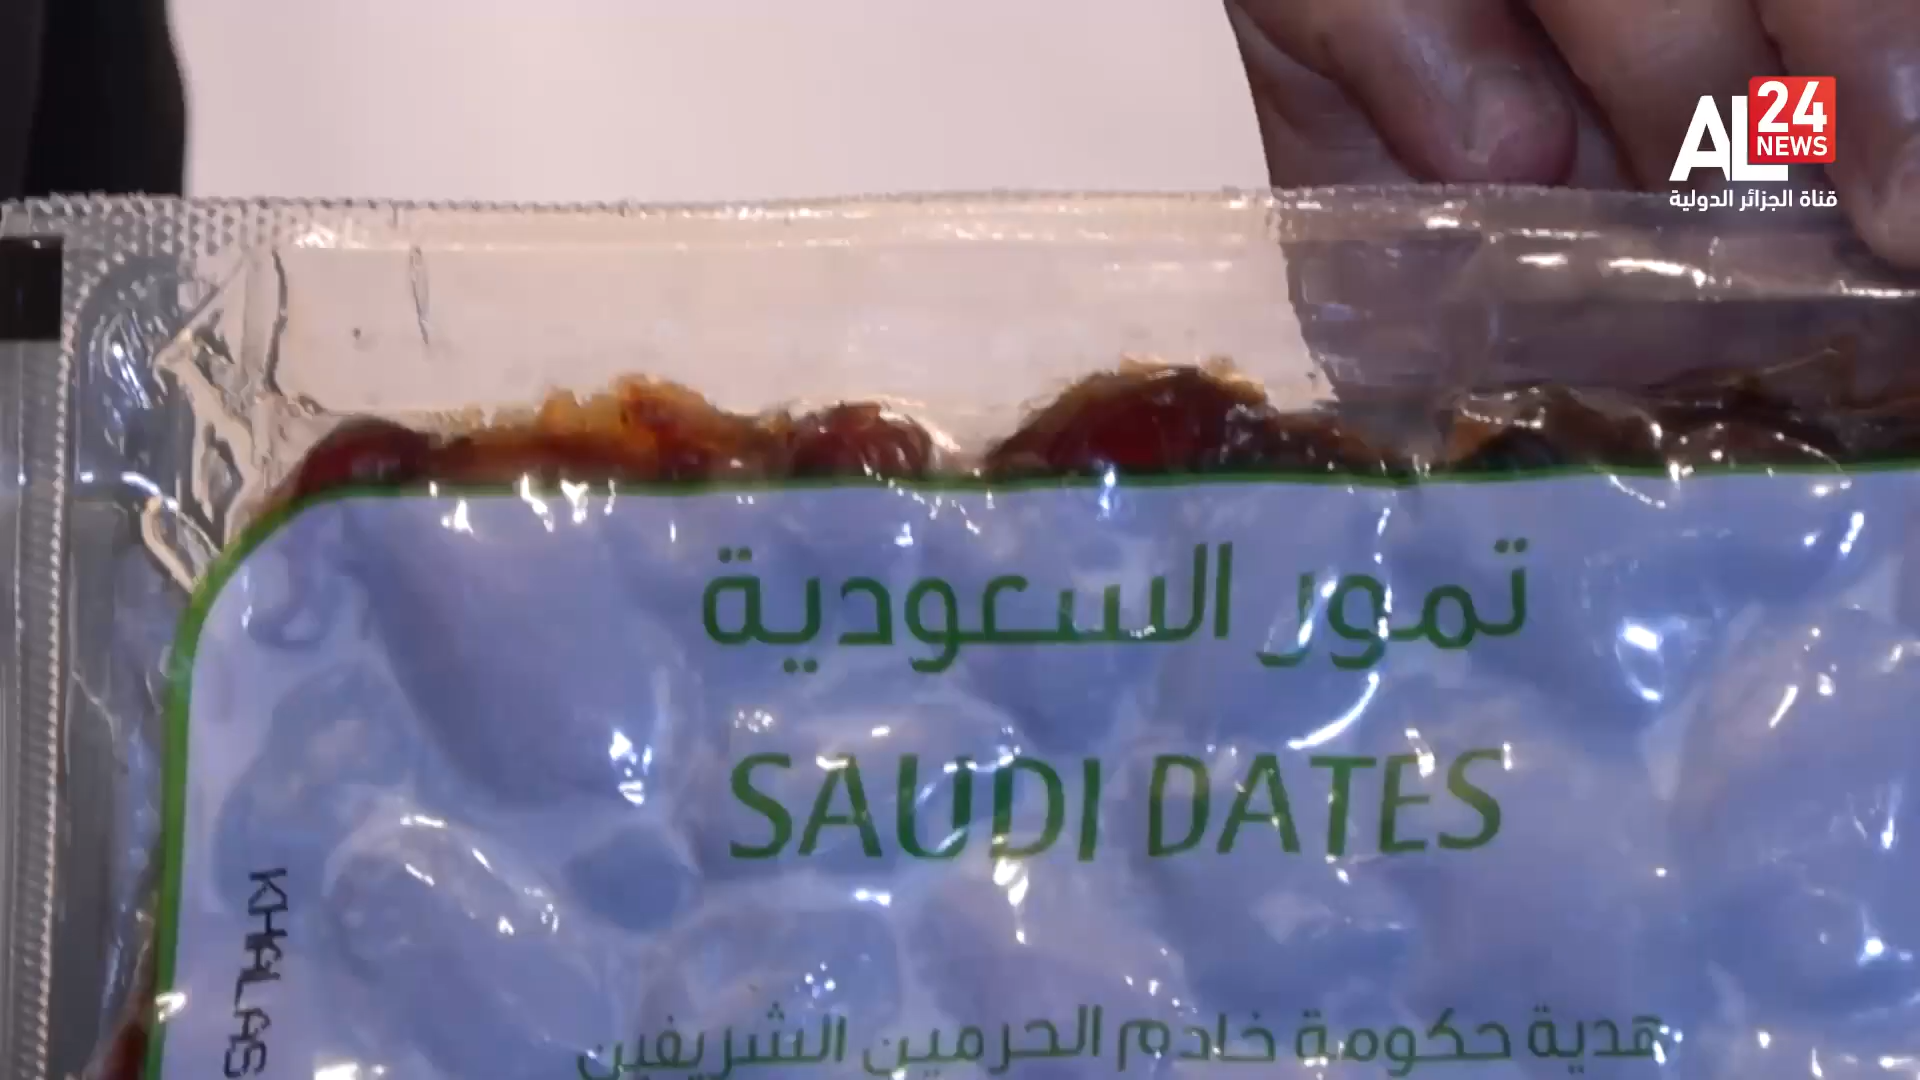 AL
24
NEWS
قناة الجزائر الدولية
تمور السعودية
SAUDI DATES
KHALAS
هدية حكومة خادم الحرمين الشريفين